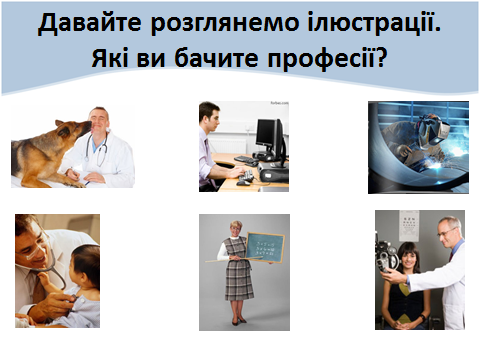 Давайте розглянемо ілюстрації.
Які ви бачите професії?